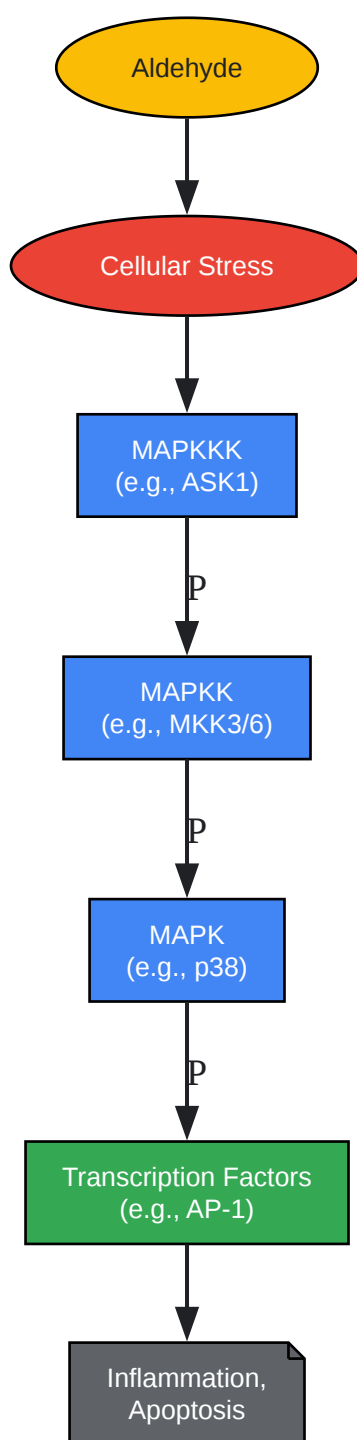 Aldehyde
Cellular Stress
MAPKKK
(e.g., ASK1)
P
MAPKK
(e.g., MKK3/6)
P
MAPK
(e.g., p38)
P
Transcription Factors
(e.g., AP-1)
Inflammation,
Apoptosis